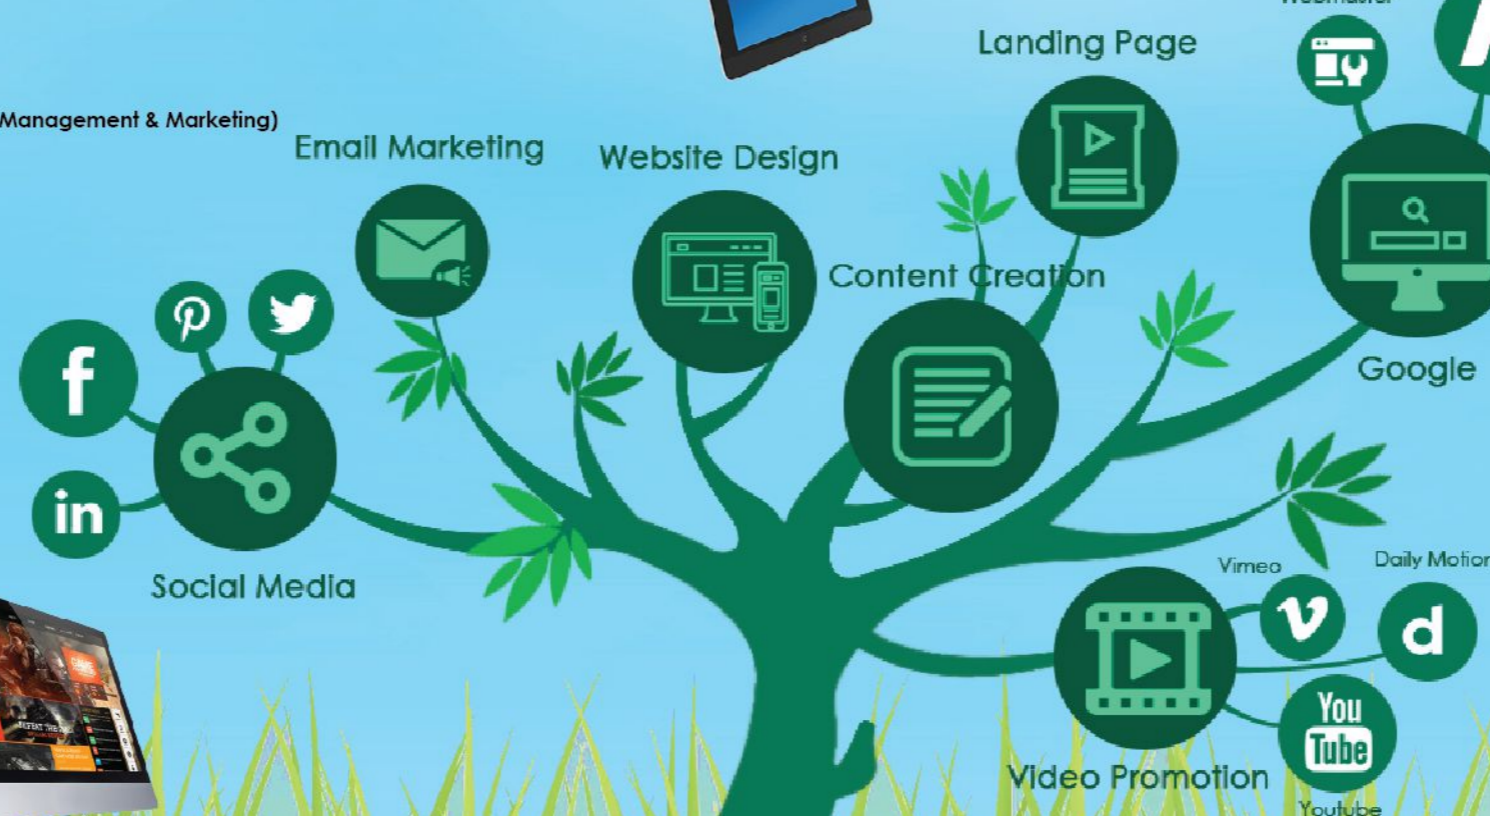 Landing Page
Management & Marketing)
Email Marketing
Website Design
Content Creation
f
in
Google
Social Media
Vimeo
Daily Motion
d
You
Tube
Video Promotion
Youtube